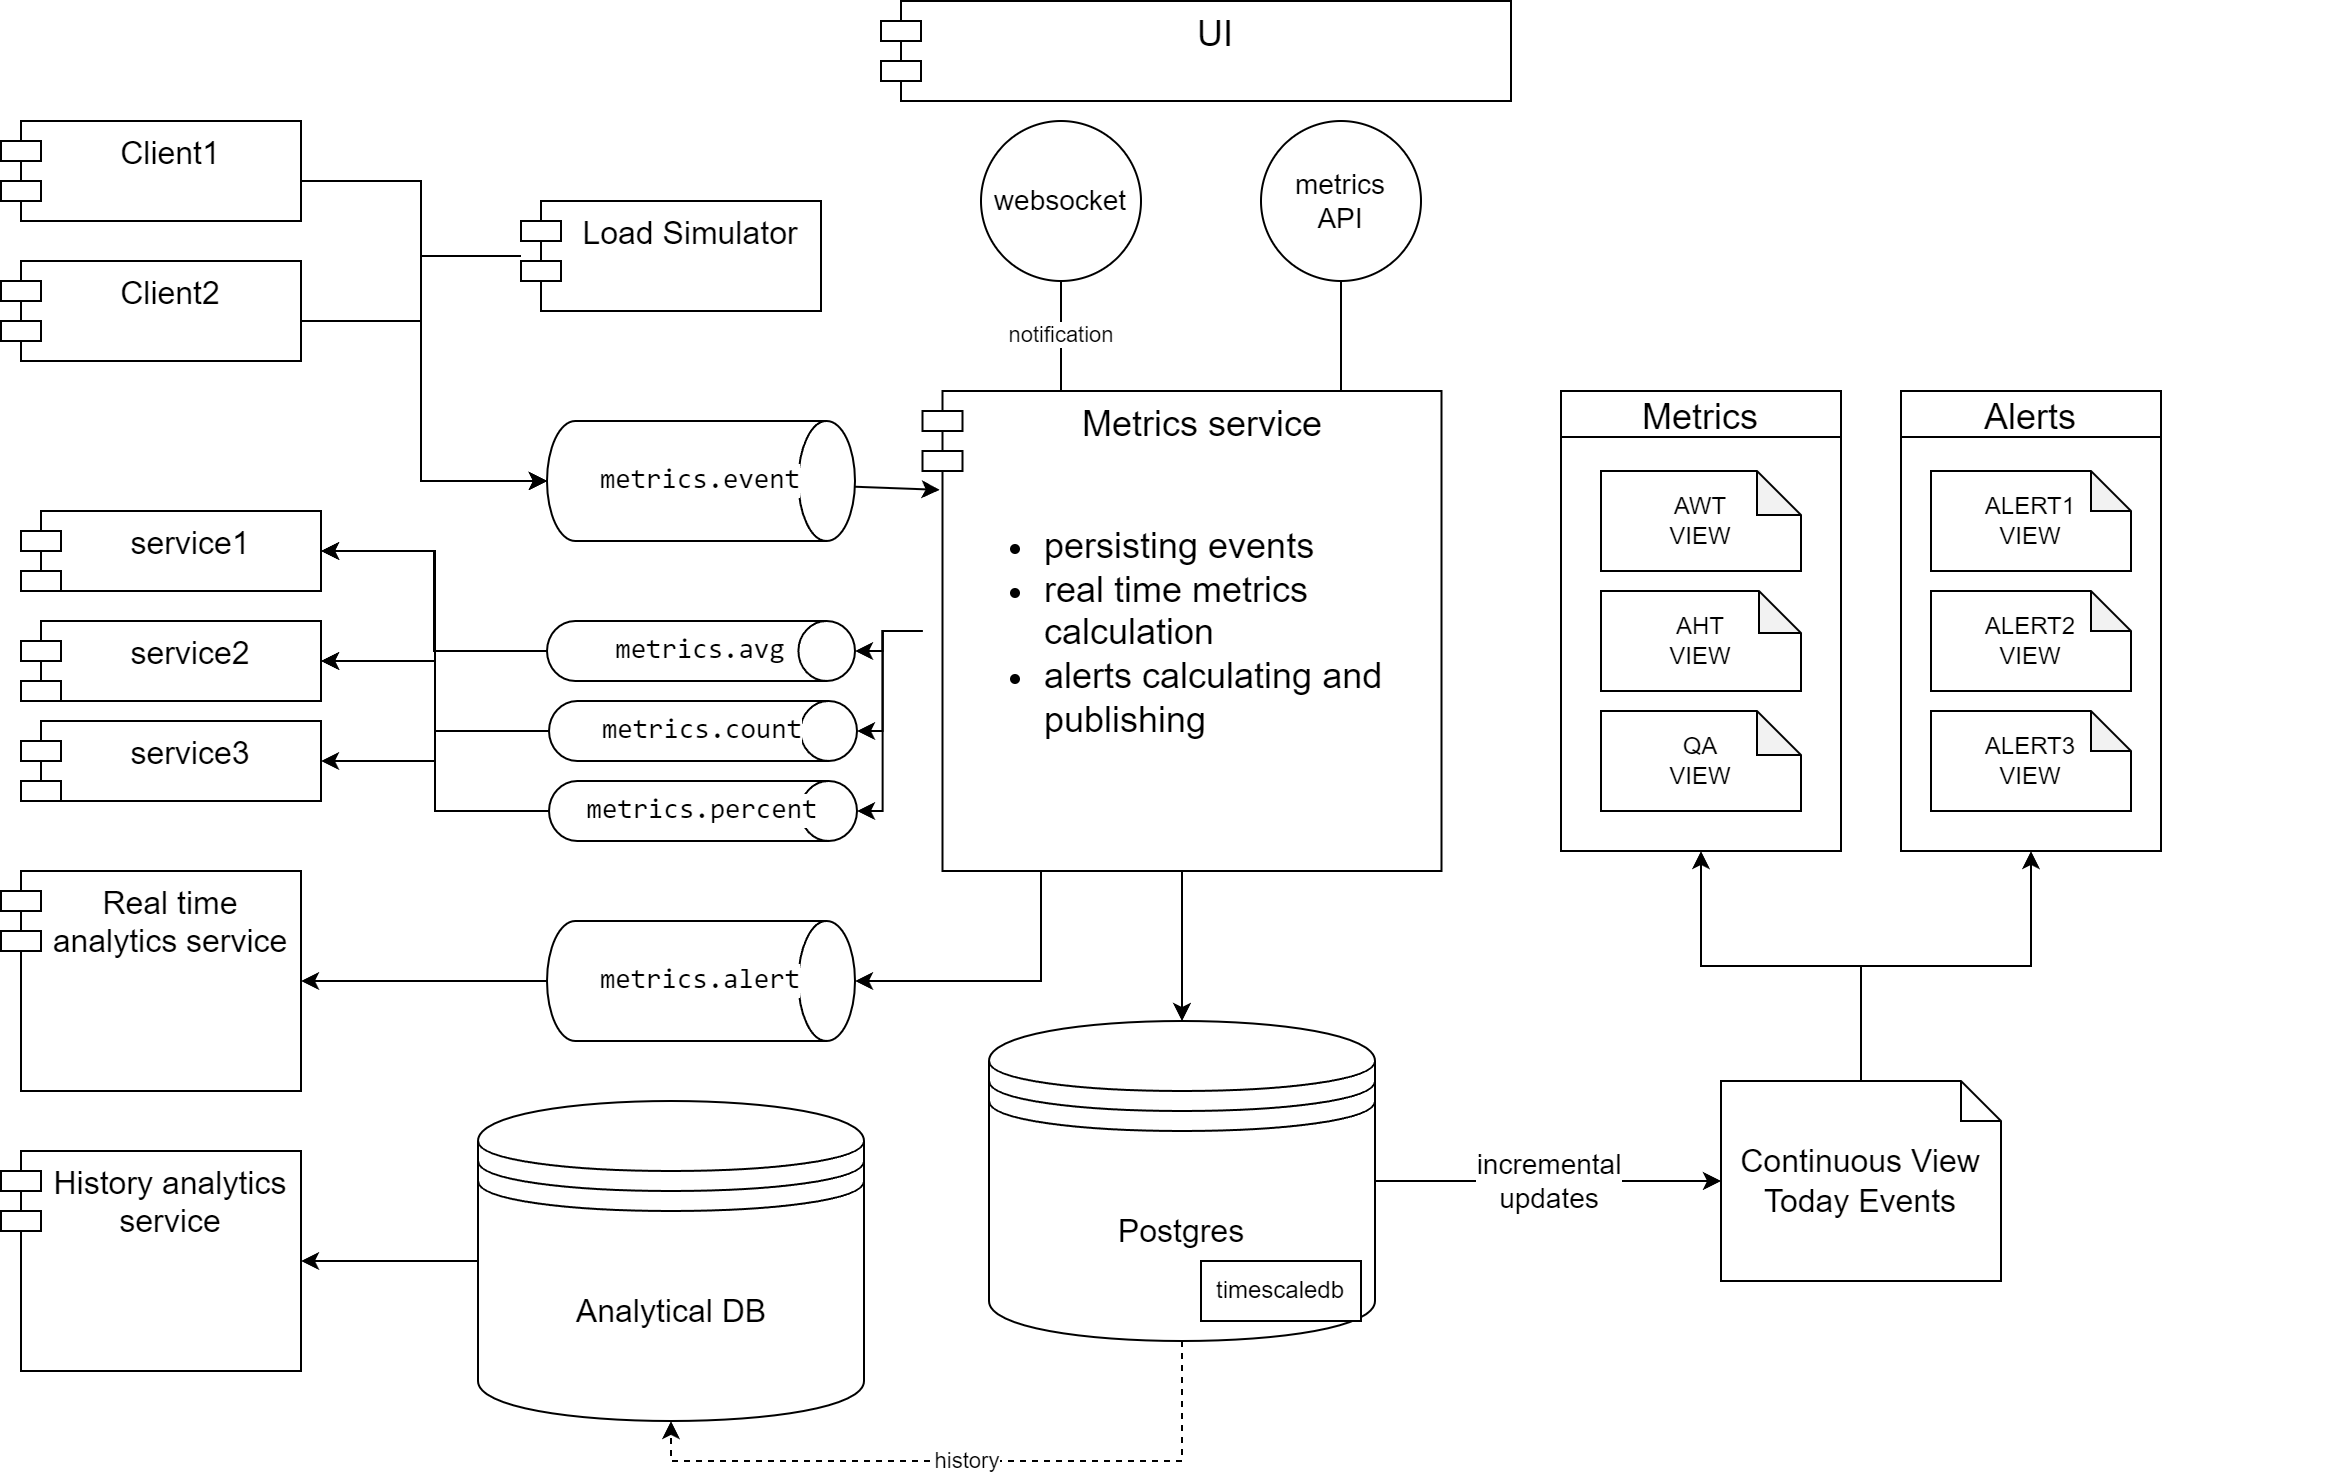 UI
Client1
websocket
metrics
API
Load Simulator
Client2
notification
Metrics service
Metrics
Alerts
metrics.event
AWT
VIEW
ALERT1
VIEW
service1
persisting events
real time metrics
calculation
alerts calculating and
publishing
AHT
VIEW
ALERT2
VIEW
service2
metrics.avg
metrics.count
service3
QA
VIEW
ALERT3
VIEW
metrics.percent
Real time
analytics service
metrics.alert
History analytics
service
incremental
updates
Continuous View
Today Events
Postgres
timescaledb
Analytical DB
history